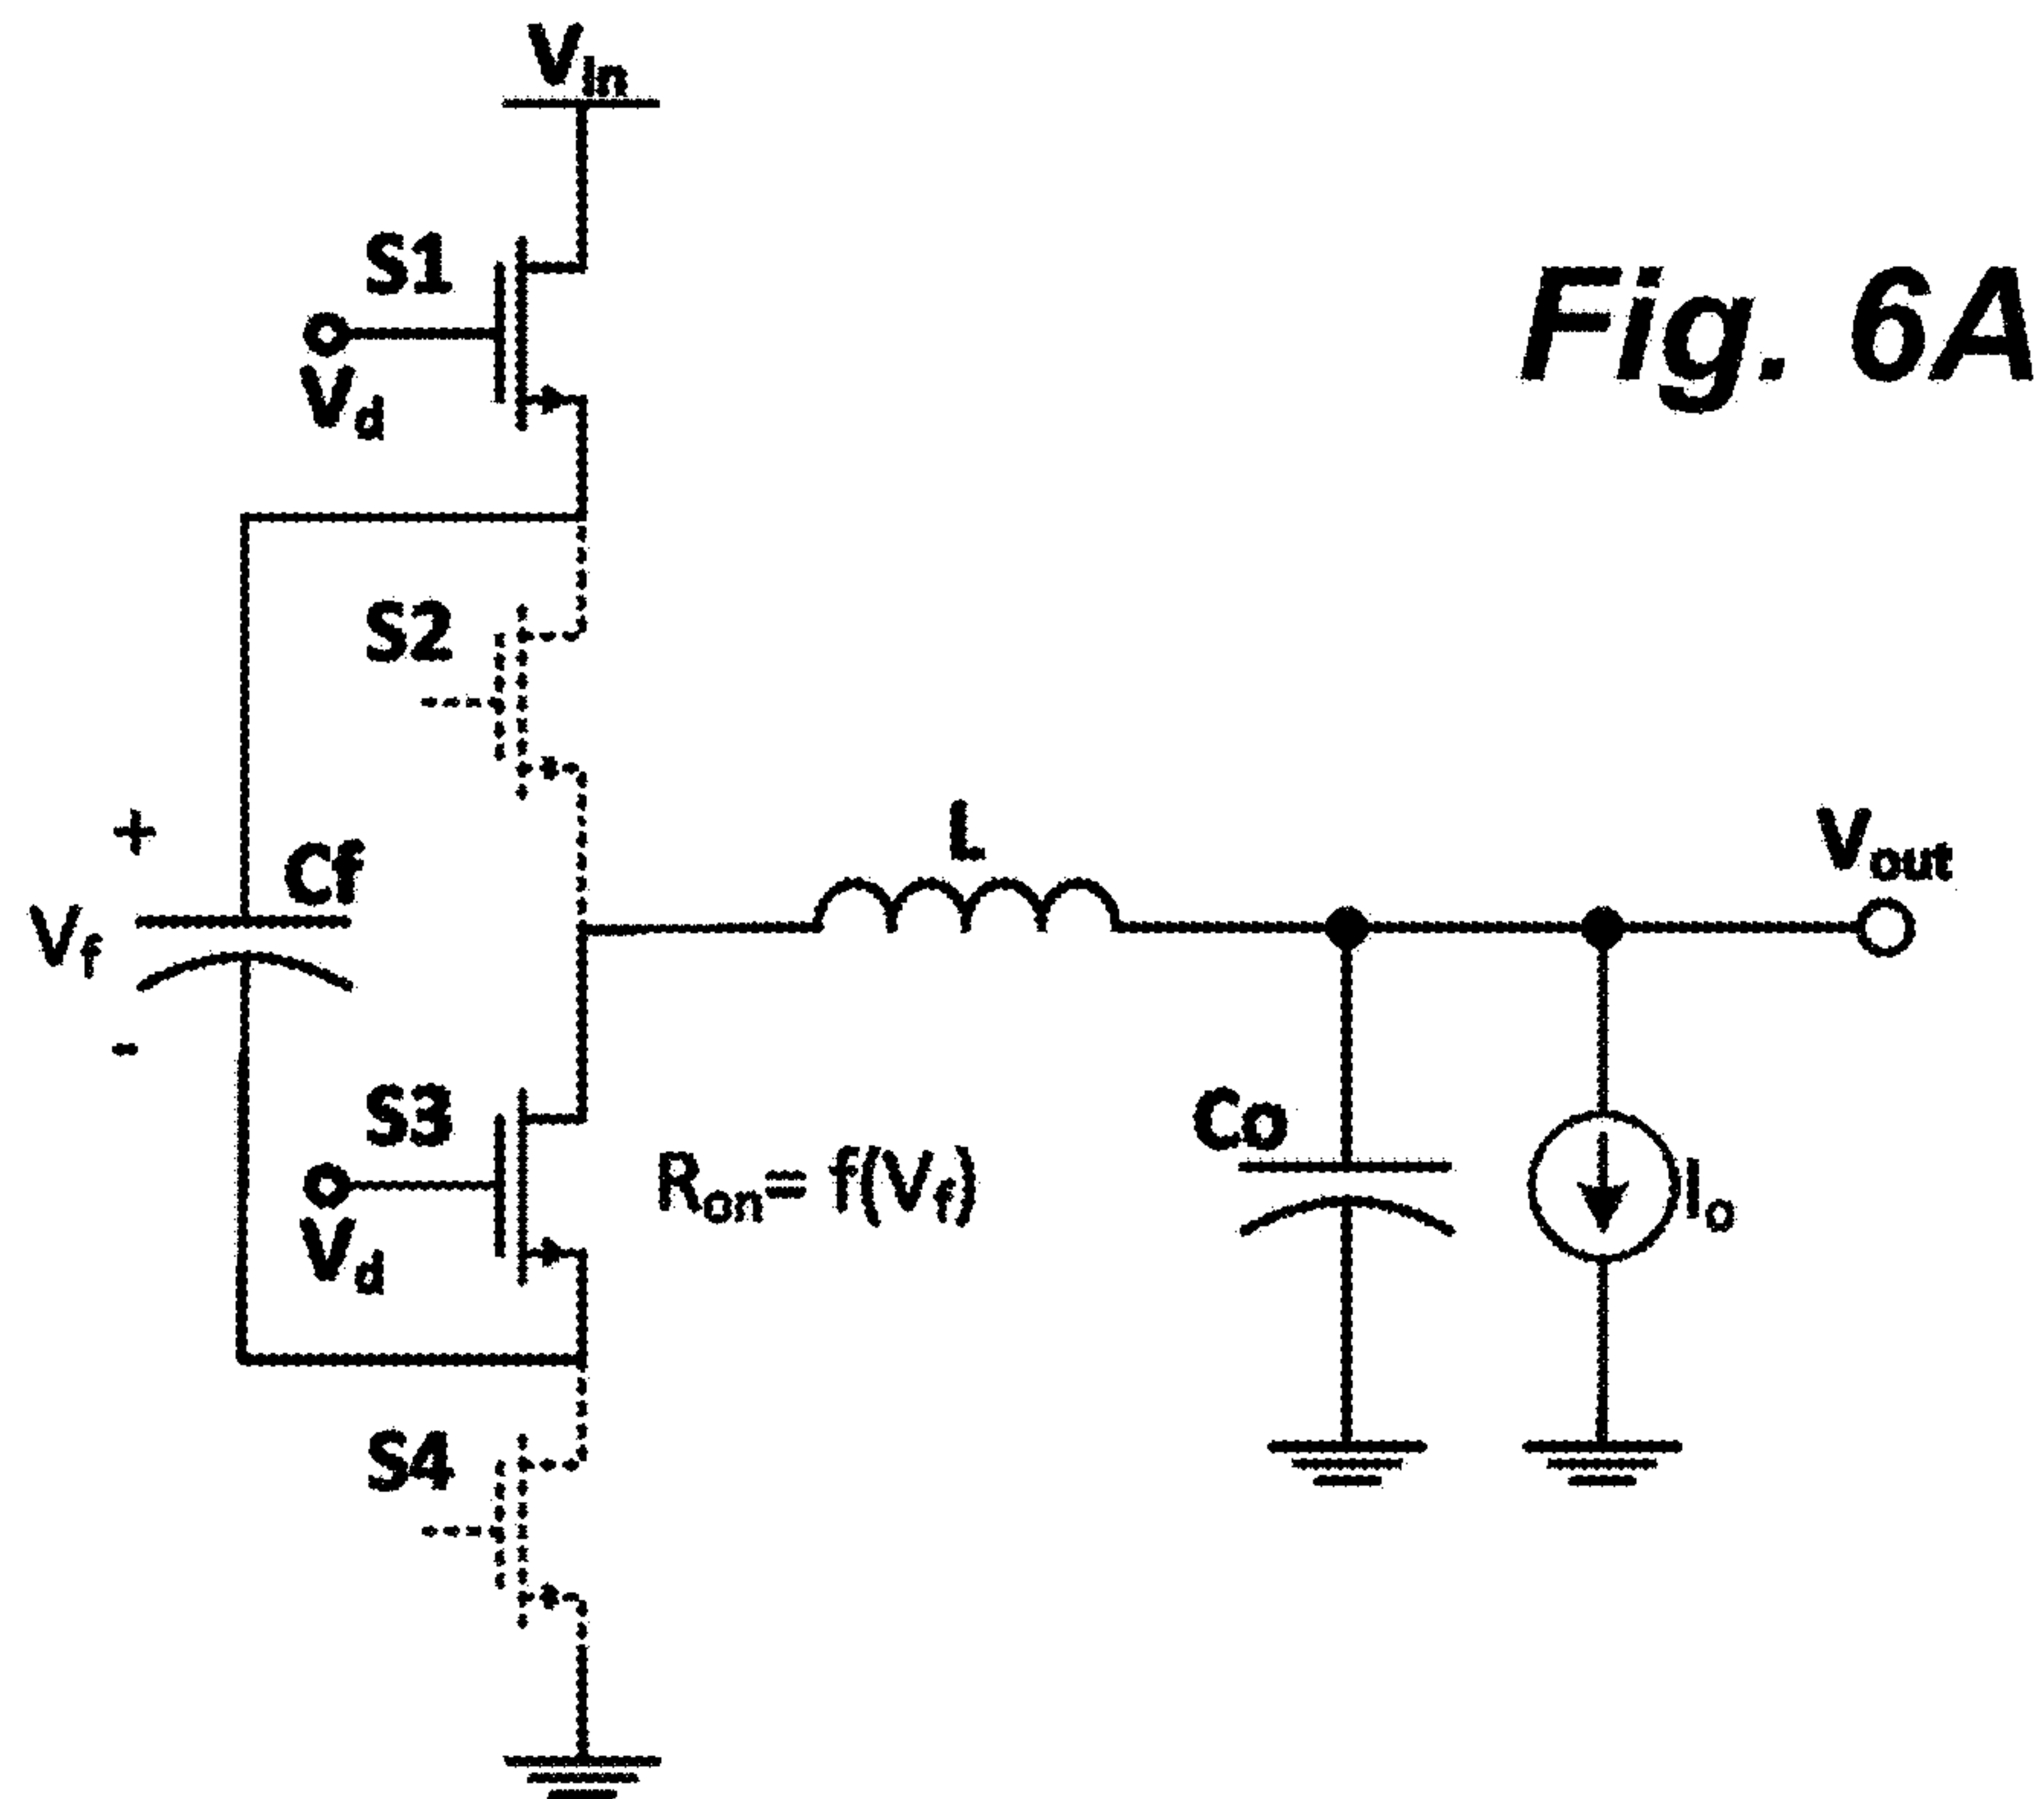 Vin
S1
Vd
Fig. 6A
S2
+
Cf
Vf
-
L
Vout
S3
Vd
Ron= f(Vf)
Co
Io
S4